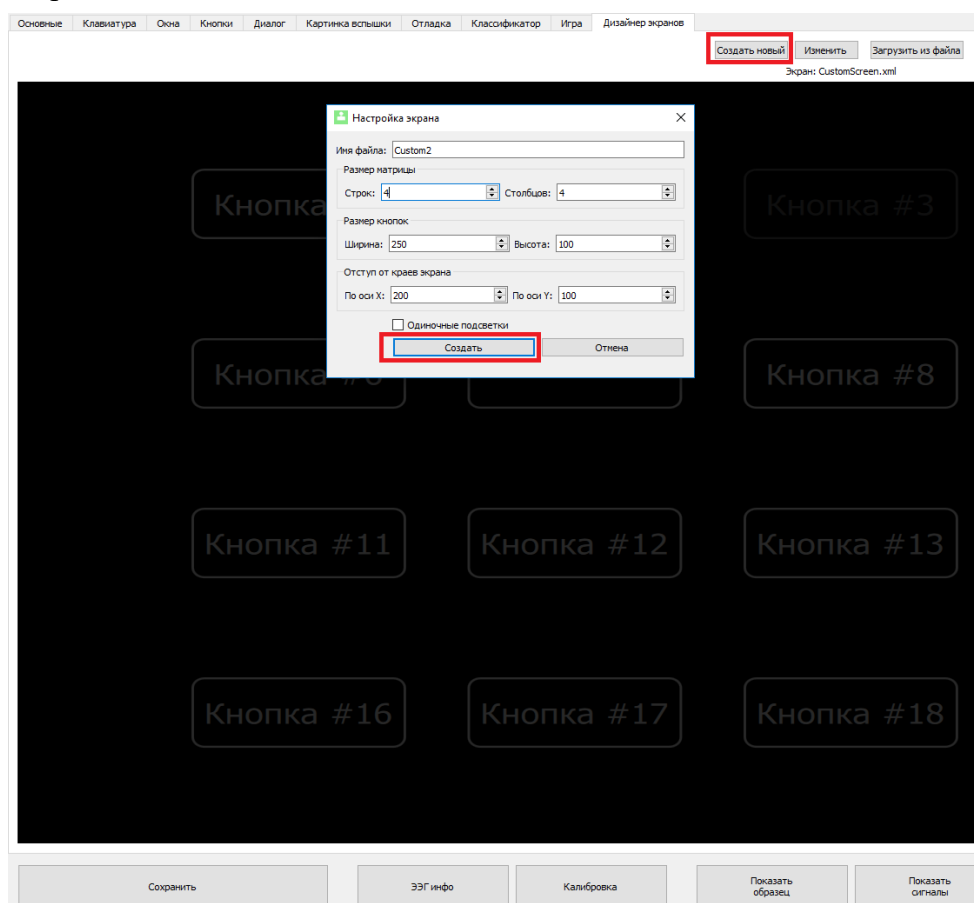 Основные Клавиатура Окна Кнопки Диалог Картинка вспышки Отладка Классификатор Игра Дизайнер экранов
Создать новый Изменить Загрузить из файла
Экран: CustomScreen.xml
Настройка экрана
Имя файла: Custom2
Размер матрицы
Строк: 4 Столбцов: 4
Размер кнопок
Ширина: 250 Высота: 100
Отступ от краев экрана
По оси X: 200 По оси Y: 100
Одиночные подсветки
Создать Отмена
Кнопка Кнопка #3
Кнопка Кнопка #8
Кнопка #11 Кнопка #12 Кнопка #13
Кнопка #16 Кнопка #17 Кнопка #18
Сохранить ЭЭГ инфо Калибровка Показать образец Показать сигналы